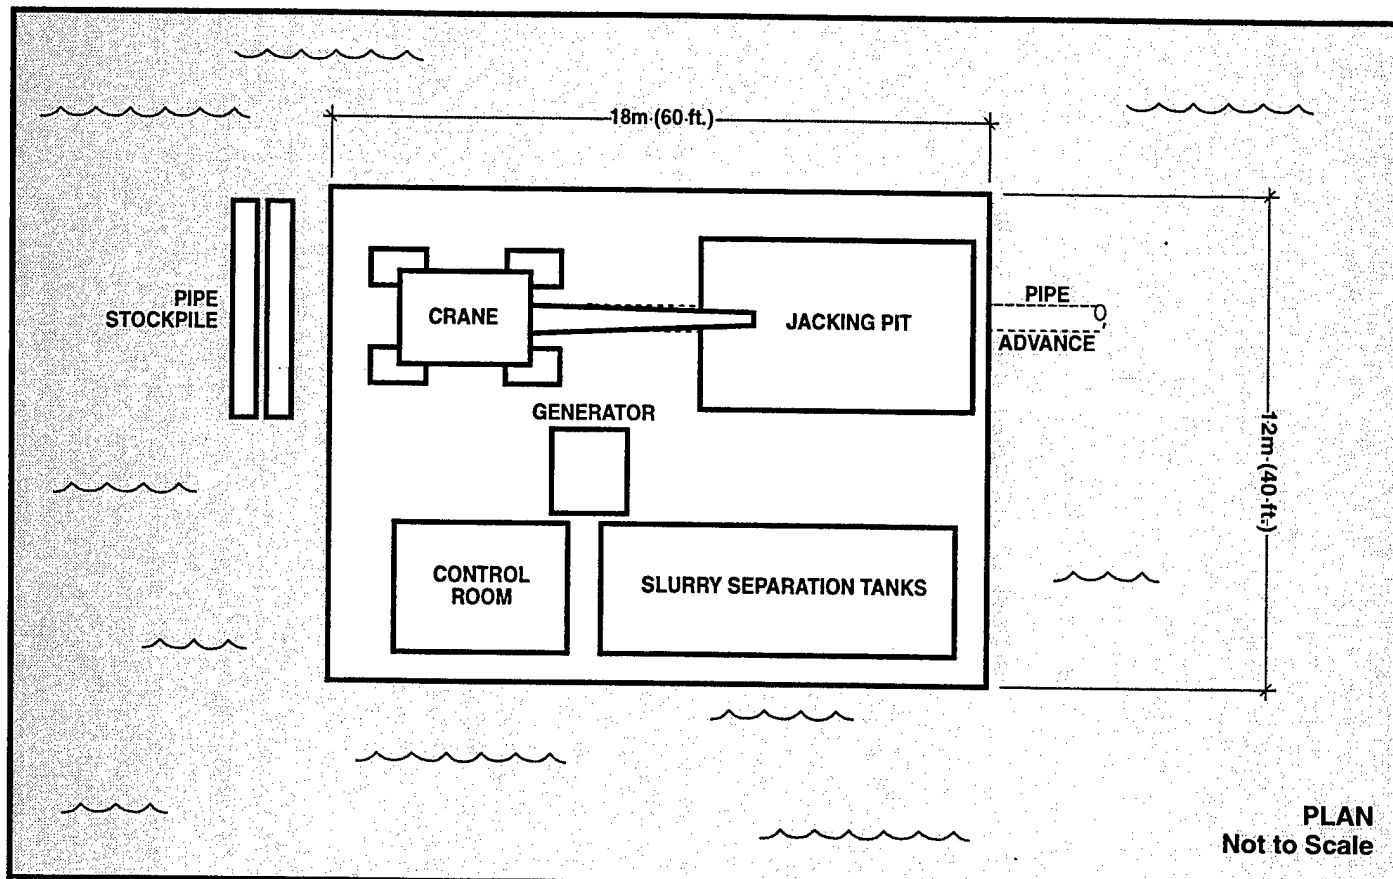 18m (60 ft.)
PIPE
STOCKPILE
CRANE
JACKING PIT
PIPE
ADVANCE
GENERATOR
12m (40 ft.)
CONTROL
ROOM
SLURRY SEPARATION TANKS
PLAN
Not to Scale